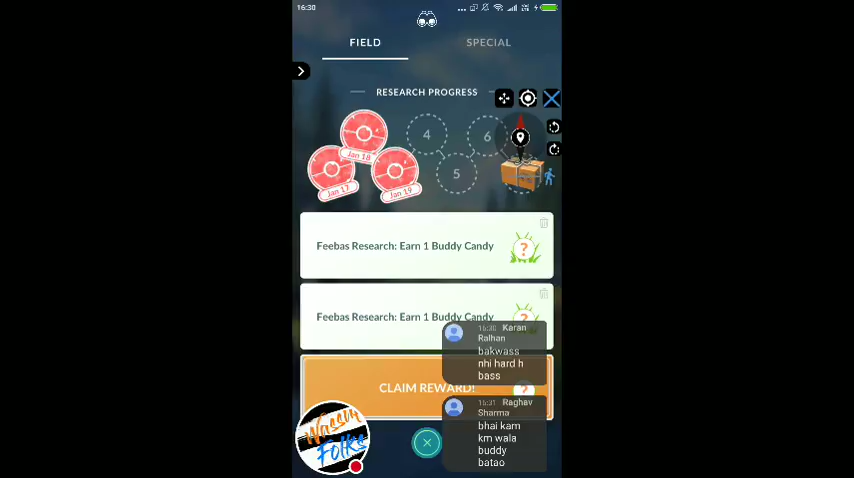 16:30
FIELD
SPECIAL
RESEARCH PROGRESS
4
6
5
Jan 18
Jan 17
Jan 19
Feebas Research: Earn 1 Buddy Candy
?
Feebas Research: Earn 1 Buddy Candy
?
16:30 Karan
Ralhan
bakwass
nhi hard h
bass
CLAIM REWARD!
?
16:31 Raghav
Sharma
bhai kam
km wala
buddy
batao
Wassup
Folks